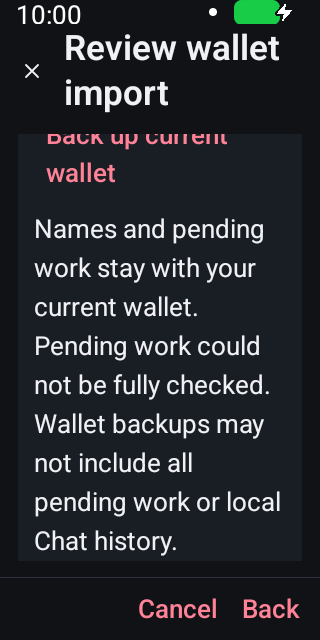 10:00
Review wallet
import
Back up current
wallet
Names and pending
work stay with your
current wallet.
Pending work could
not be fully checked.
Wallet backups may
not include all
pending work or local
Chat history.
Cancel Back